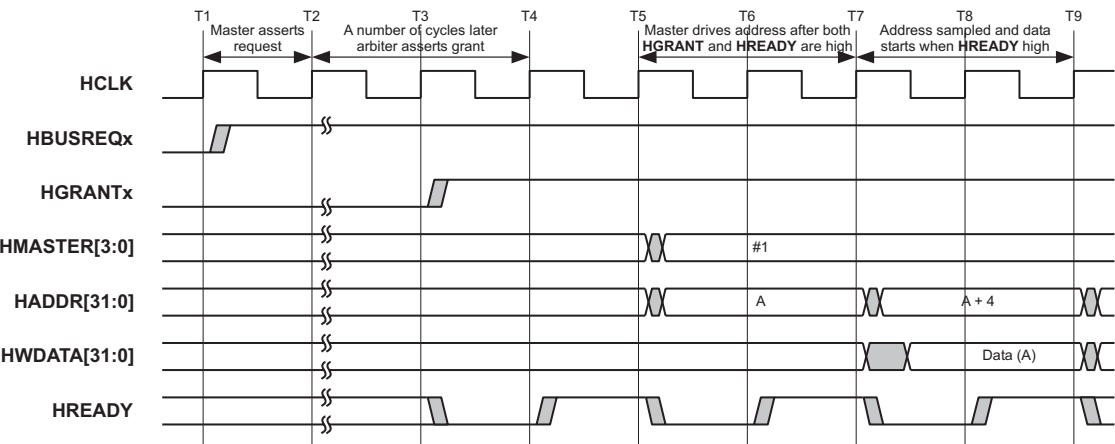 T1 T2 T3 T4 T5 T6 T7 T8 T9
Master asserts
request
A number of cycles later
arbiter asserts grant
Master drives address after both
HGRANT and HREADY are high
Address sampled and data
starts when HREADY high
HCLK
HBUSREQx
HGRANTx
HMASTER[3:0] #1
HADDR[31:0] A A + 4
HWDATA[31:0] Data (A)
HREADY